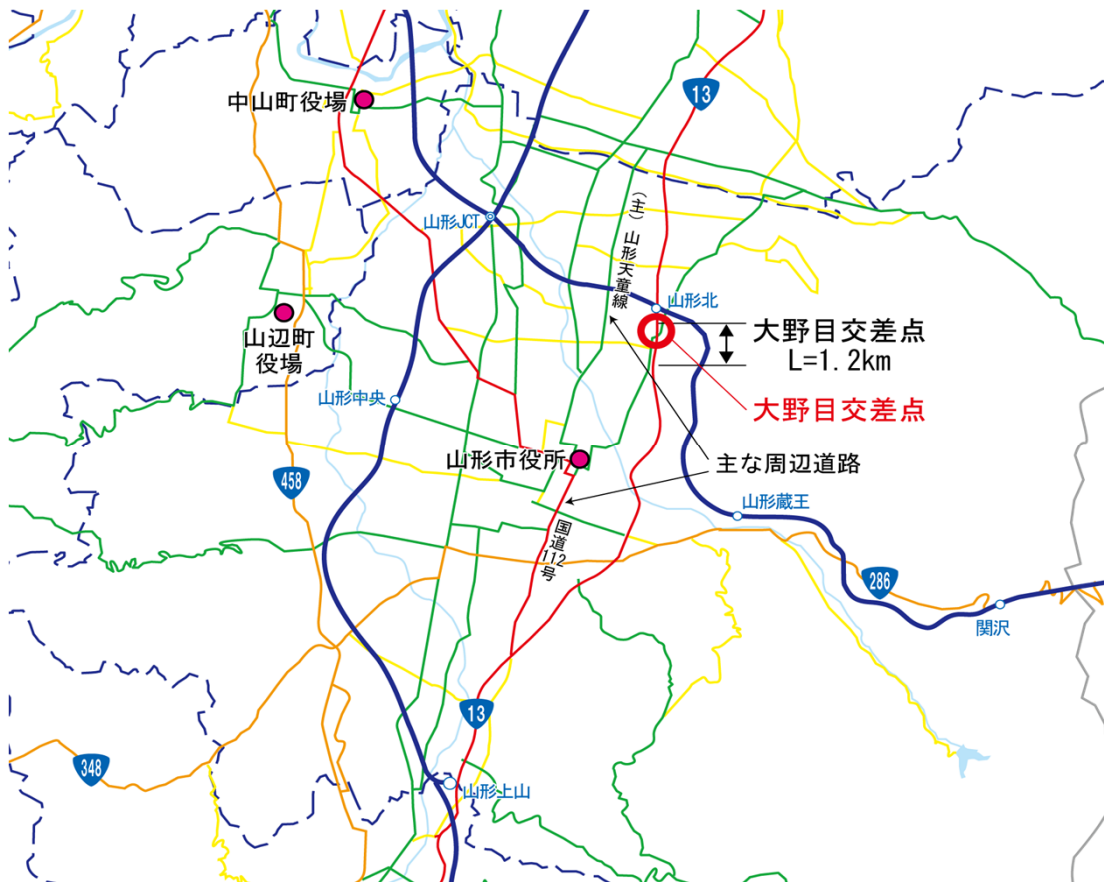 13
中山町役場
(主)山形天童線
山形JCT
山形北
大野目交差点
L=1.2km
山辺町
役場
山形中央
大野目交差点
山形市役所
主な周辺道路
458
山形蔵王
国道112号
286
関沢
13
348
山形上山